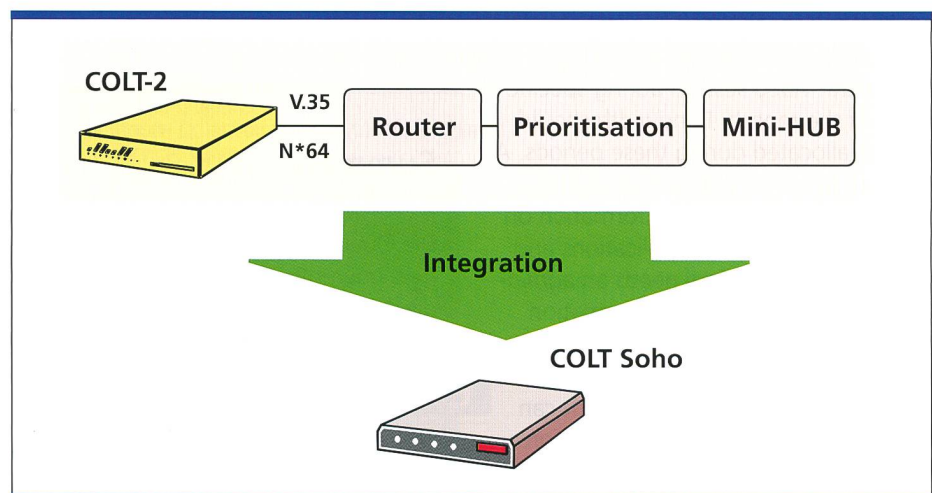 COLT-2
V.35
N*64
Router
Prioritisation
Mini-HUB
Integration
COLT Soho